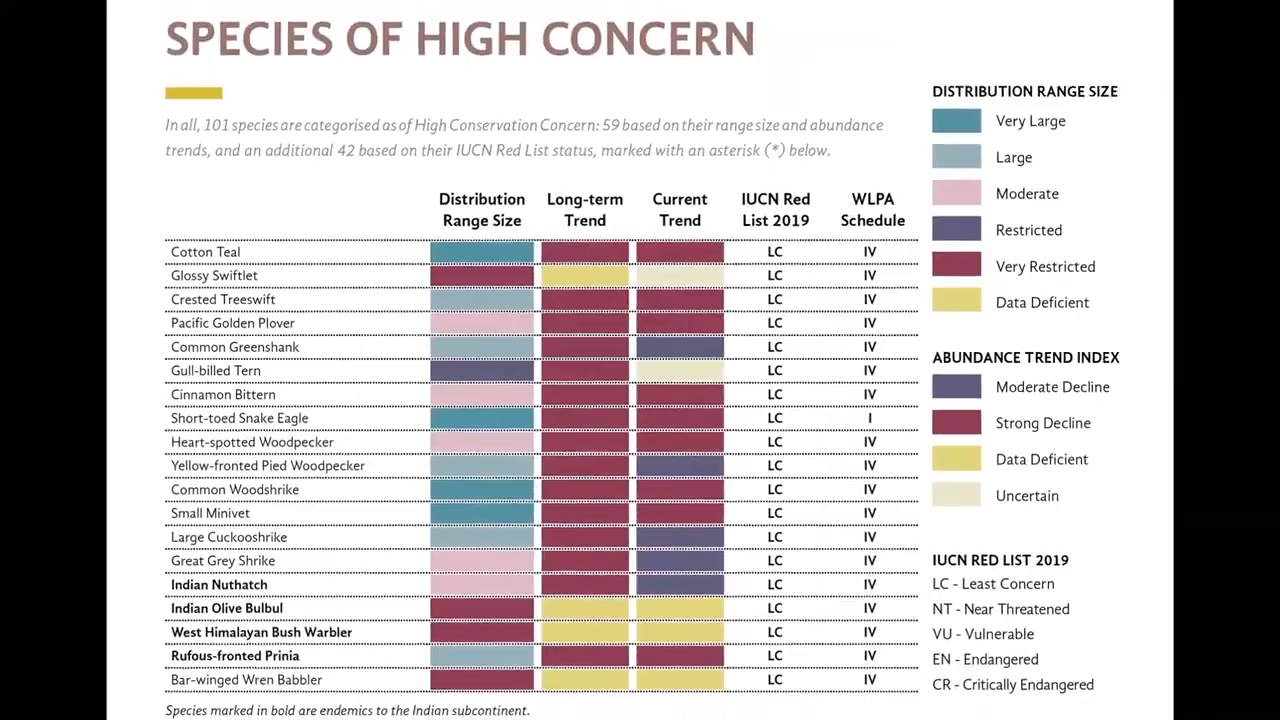 SPECIES OF HIGH CONCERN
In all, 101 species are categorised as of High Conservation Concern: 59 based on their range size and abundance
trends, and an additional 42 based on their IUCN Red List status, marked with an asterisk (*) below.
Distribution Range Size Long-term Trend Current Trend IUCN Red List 2019 WLPA Schedule
Cotton Teal LC IV
Glossy Swiftlet LC IV
Crested Treeswift LC IV
Pacific Golden Plover LC IV
Common Greenshank LC IV
Gull-billed Tern LC IV
Cinnamon Bittern LC IV
Short-toed Snake Eagle LC I
Heart-spotted Woodpecker LC IV
Yellow-fronted Pied Woodpecker LC IV
Common Woodshrike LC IV
Small Minivet LC IV
Large Cuckooshrike LC IV
Great Grey Shrike LC IV
Indian Nuthatch LC IV
Indian Olive Bulbul LC IV
West Himalayan Bush Warbler LC IV
Rufous-fronted Prinia LC IV
Bar-winged Wren Babbler LC IV
Species marked in bold are endemics to the Indian subcontinent.
DISTRIBUTION RANGE SIZE
Very Large
Large
Moderate
Restricted
Very Restricted
Data Deficient
ABUNDANCE TREND INDEX
Moderate Decline
Strong Decline
Data Deficient
Uncertain
IUCN RED LIST 2019
LC - Least Concern
NT - Near Threatened
VU - Vulnerable
EN - Endangered
CR - Critically Endangered